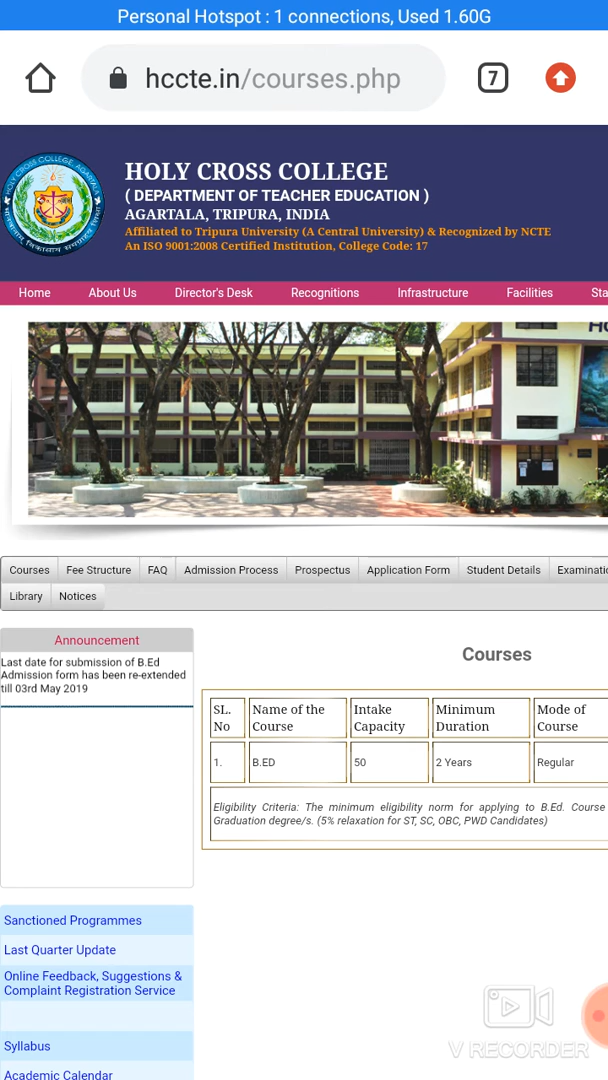 Personal Hotspot : 1 connections, Used 1.60G
hccte.in/courses.php
7
HOLY CROSS COLLEGE
( DEPARTMENT OF TEACHER EDUCATION )
AGARTALA, TRIPURA, INDIA
Affiliated to Tripura University (A Central University) & Recognized by NCTE
An ISO 9001:2008 Certified Institution, College Code: 17
HOLY CROSS COLLEGE, AGARTALA
Home About Us Director's Desk Recognitions Infrastructure Facilities Sta
HO
Courses Fee Structure FAQ Admission Process Prospectus Application Form Student Details Examinatio
Library Notices
Announcement
Last date for submission of B.Ed
Admission form has been re-extended
till 03rd May 2019
Courses
SL. No Name of the Course Intake Capacity Minimum Duration Mode of Course
1. B.ED 50 2 Years Regular
Eligibility Criteria: The minimum eligibility norm for applying to B.Ed. Course
Graduation degree/s. (5% relaxation for ST, SC, OBC, PWD Candidates)
Sanctioned Programmes
Last Quarter Update
Online Feedback, Suggestions &
Complaint Registration Service
Syllabus
Academic Calendar
V RECORDER